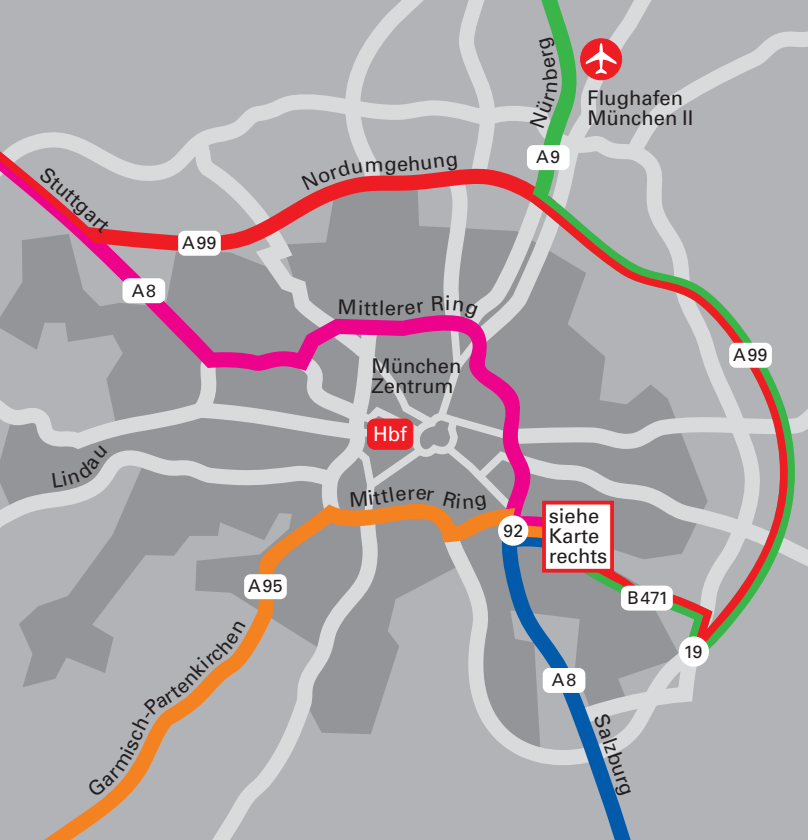 Nürnberg
Flughafen
München II
A9
Nordumgehung
Stuttgart
A99
A8
Mittlerer Ring
A99
München
Zentrum
Hbf
Lindau
Mittlerer Ring
92
siehe
Karte
rechts
A95
B471
Garmisch-Partenkirchen
19
A8
Salzburg